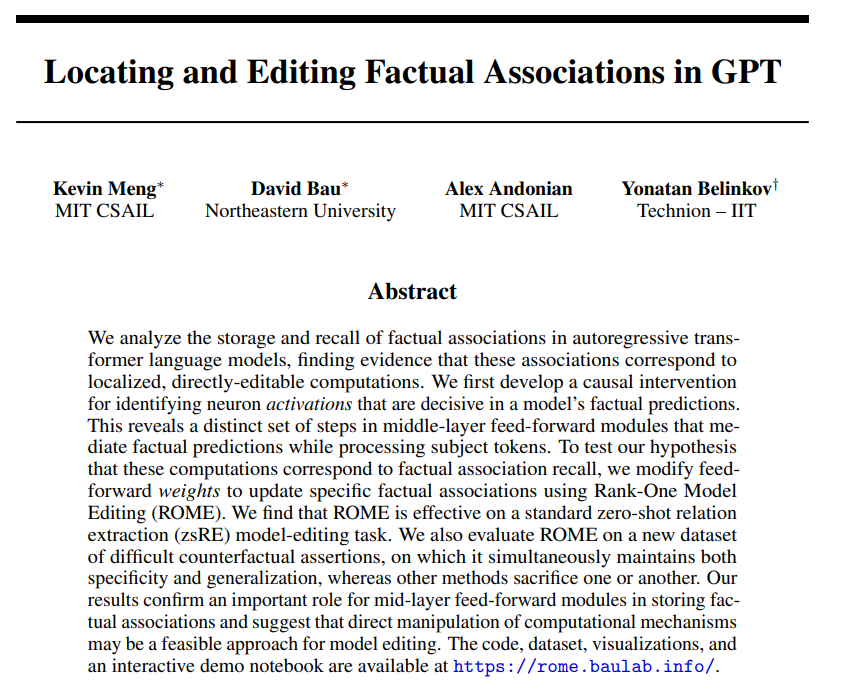 Locating and Editing Factual Associations in GPT
Kevin Meng* David Bau* Alex Andonian Yonatan Belinkov†
MIT CSAIL Northeastern University MIT CSAIL Technion – IIT
Abstract
We analyze the storage and recall of factual associations in autoregressive trans-
former language models, finding evidence that these associations correspond to
localized, directly-editable computations. We first develop a causal intervention
for identifying neuron activations that are decisive in a model's factual predictions.
This reveals a distinct set of steps in middle-layer feed-forward modules that me-
diate factual predictions while processing subject tokens. To test our hypothesis
that these computations correspond to factual association recall, we modify feed-
forward weights to update specific factual associations using Rank-One Model
Editing (ROME). We find that ROME is effective on a standard zero-shot relation
extraction (zsRE) model-editing task. We also evaluate ROME on a new dataset
of difficult counterfactual assertions, on which it simultaneously maintains both
specificity and generalization, whereas other methods sacrifice one or another. Our
results confirm an important role for mid-layer feed-forward modules in storing fac-
tual associations and suggest that direct manipulation of computational mechanisms
may be a feasible approach for model editing. The code, dataset, visualizations, and
an interactive demo notebook are available at https://rome.baulab.info/.